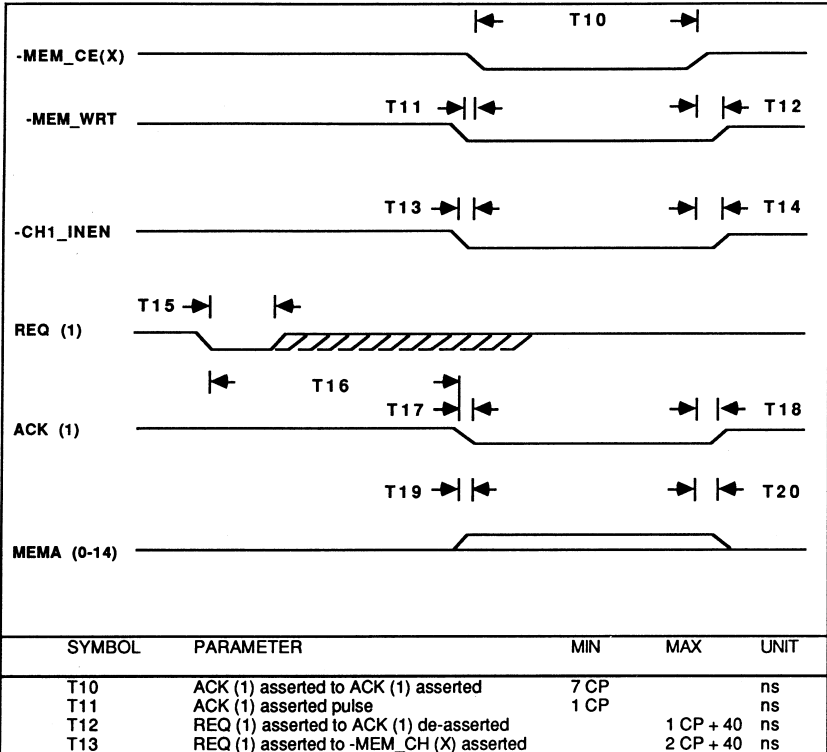 T10
-MEM_CE(X)
T11 T12
-MEM_WRT
T13 T14
-CH1_INEN
T15
REQ (1)
T16
T17 T18
ACK (1)
T19 T20
MEMA (0-14)
SYMBOL PARAMETER MIN MAX UNIT
T10 ACK (1) asserted to ACK (1) asserted 7 CP ns
T11 ACK (1) asserted pulse 1 CP ns
T12 REQ (1) asserted to ACK (1) de-asserted 1 CP + 40 ns
T13 REQ (1) asserted to -MEM_CH (X) asserted 2 CP + 40 ns